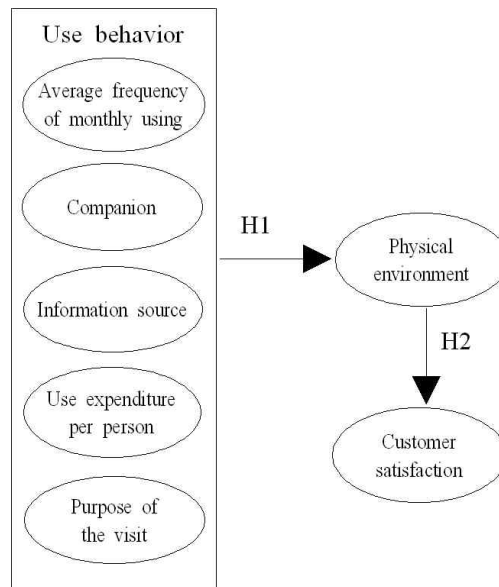 Use behavior
Average frequency
of monthly using
Companion
Information source
Use expenditure
per person
Purpose of
the visit
H1
Physical
environment
H2
Customer
satisfaction